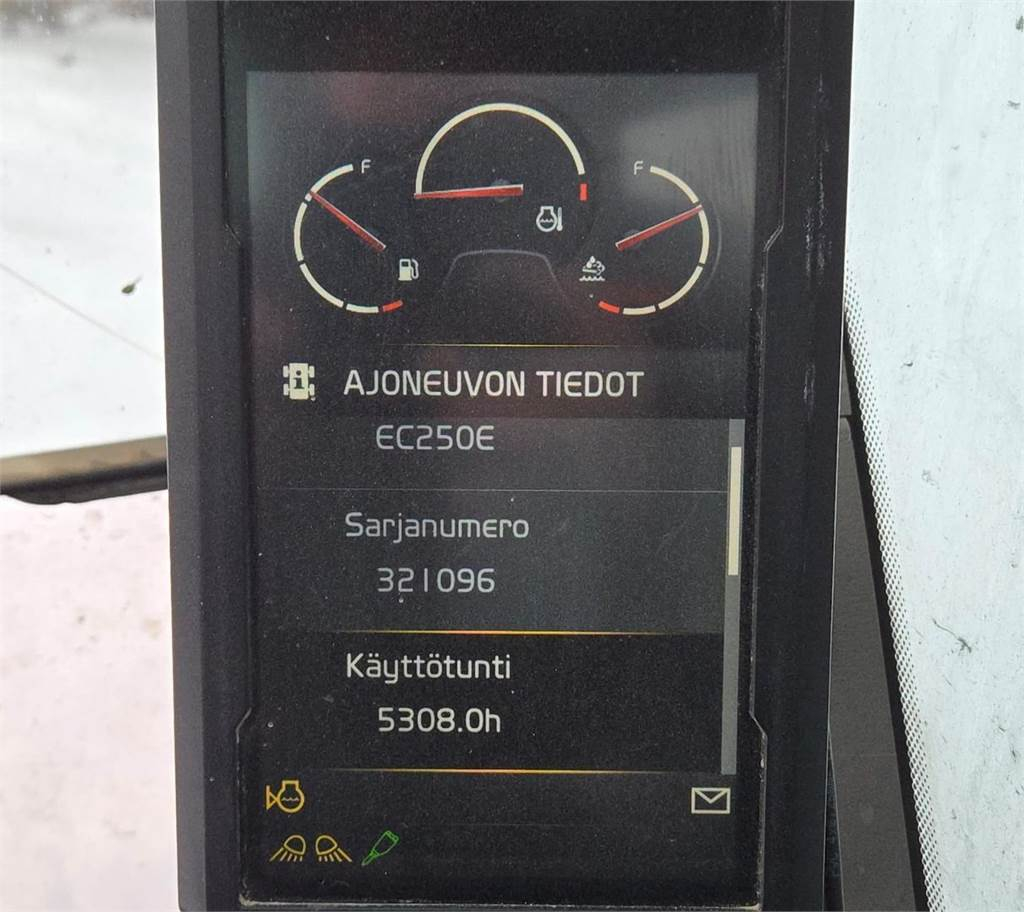 F
F
AJONEUVON TIEDOT
EC250E
Sarjanumero
321096
Käyttötunti
5308.0h